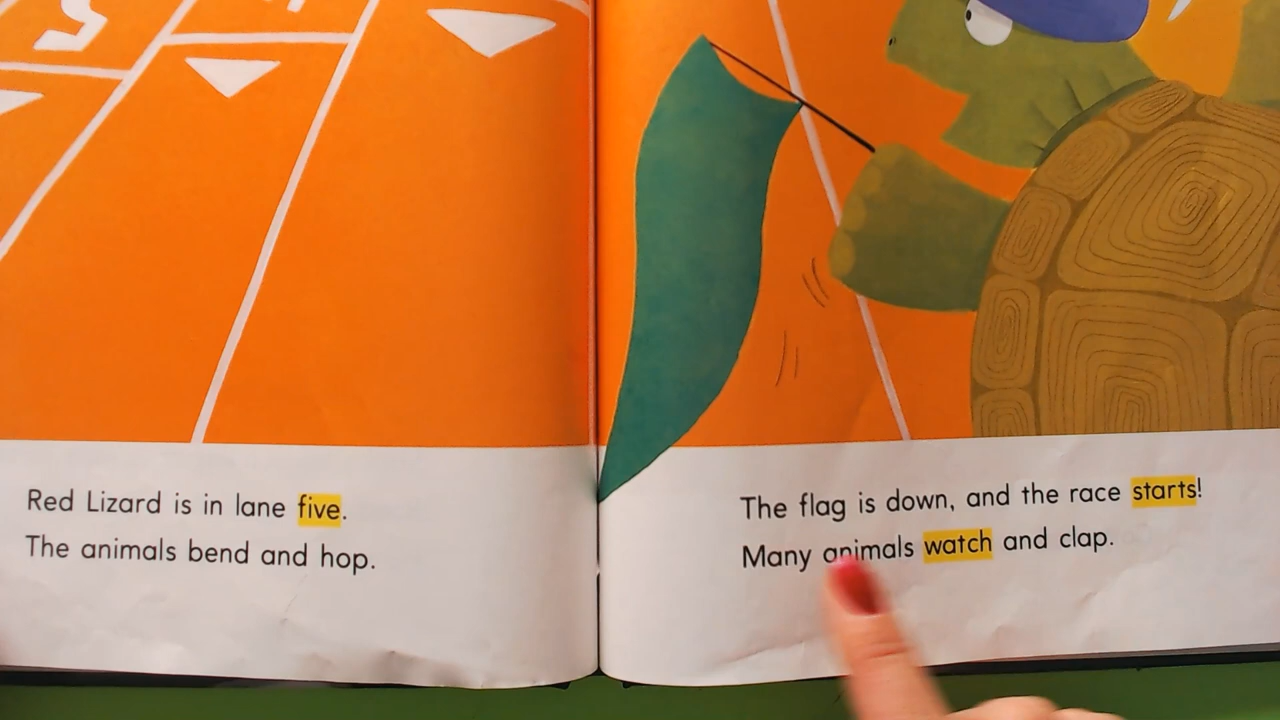 Red Lizard is in lane five.
The animals bend and hop.
The flag is down, and the race starts!
Many animals watch and clap.